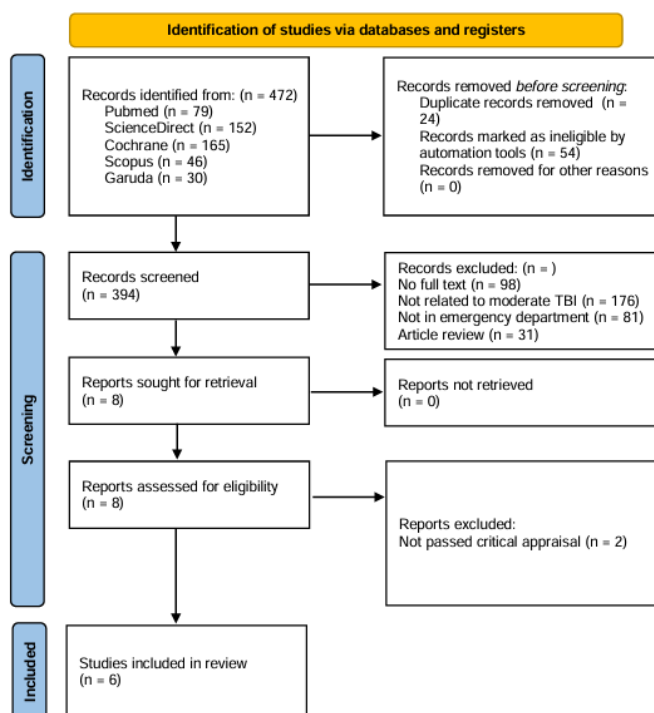 Identification of studies via databases and registers
Identification
Records identified from: (n = 472)
Pubmed (n = 79)
ScienceDirect (n = 152)
Cochrane (n = 165)
Scopus (n = 46)
Garuda (n = 30)
Records removed before screening:
Duplicate records removed (n =
24)
Records marked as ineligible by
automation tools (n = 54)
Records removed for other reasons
(n = 0)
Screening
Records screened
(n = 394)
Records excluded: (n = )
No full text (n = 98)
Not related to moderate TBI (n = 176)
Not in emergency department (n = 81)
Article review (n = 31)
Reports sought for retrieval
(n = 8)
Reports not retrieved
(n = 0)
Reports assessed for eligibility
(n = 8)
Reports excluded:
Not passed critical appraisal (n = 2)
Included
Studies included in review
(n = 6)